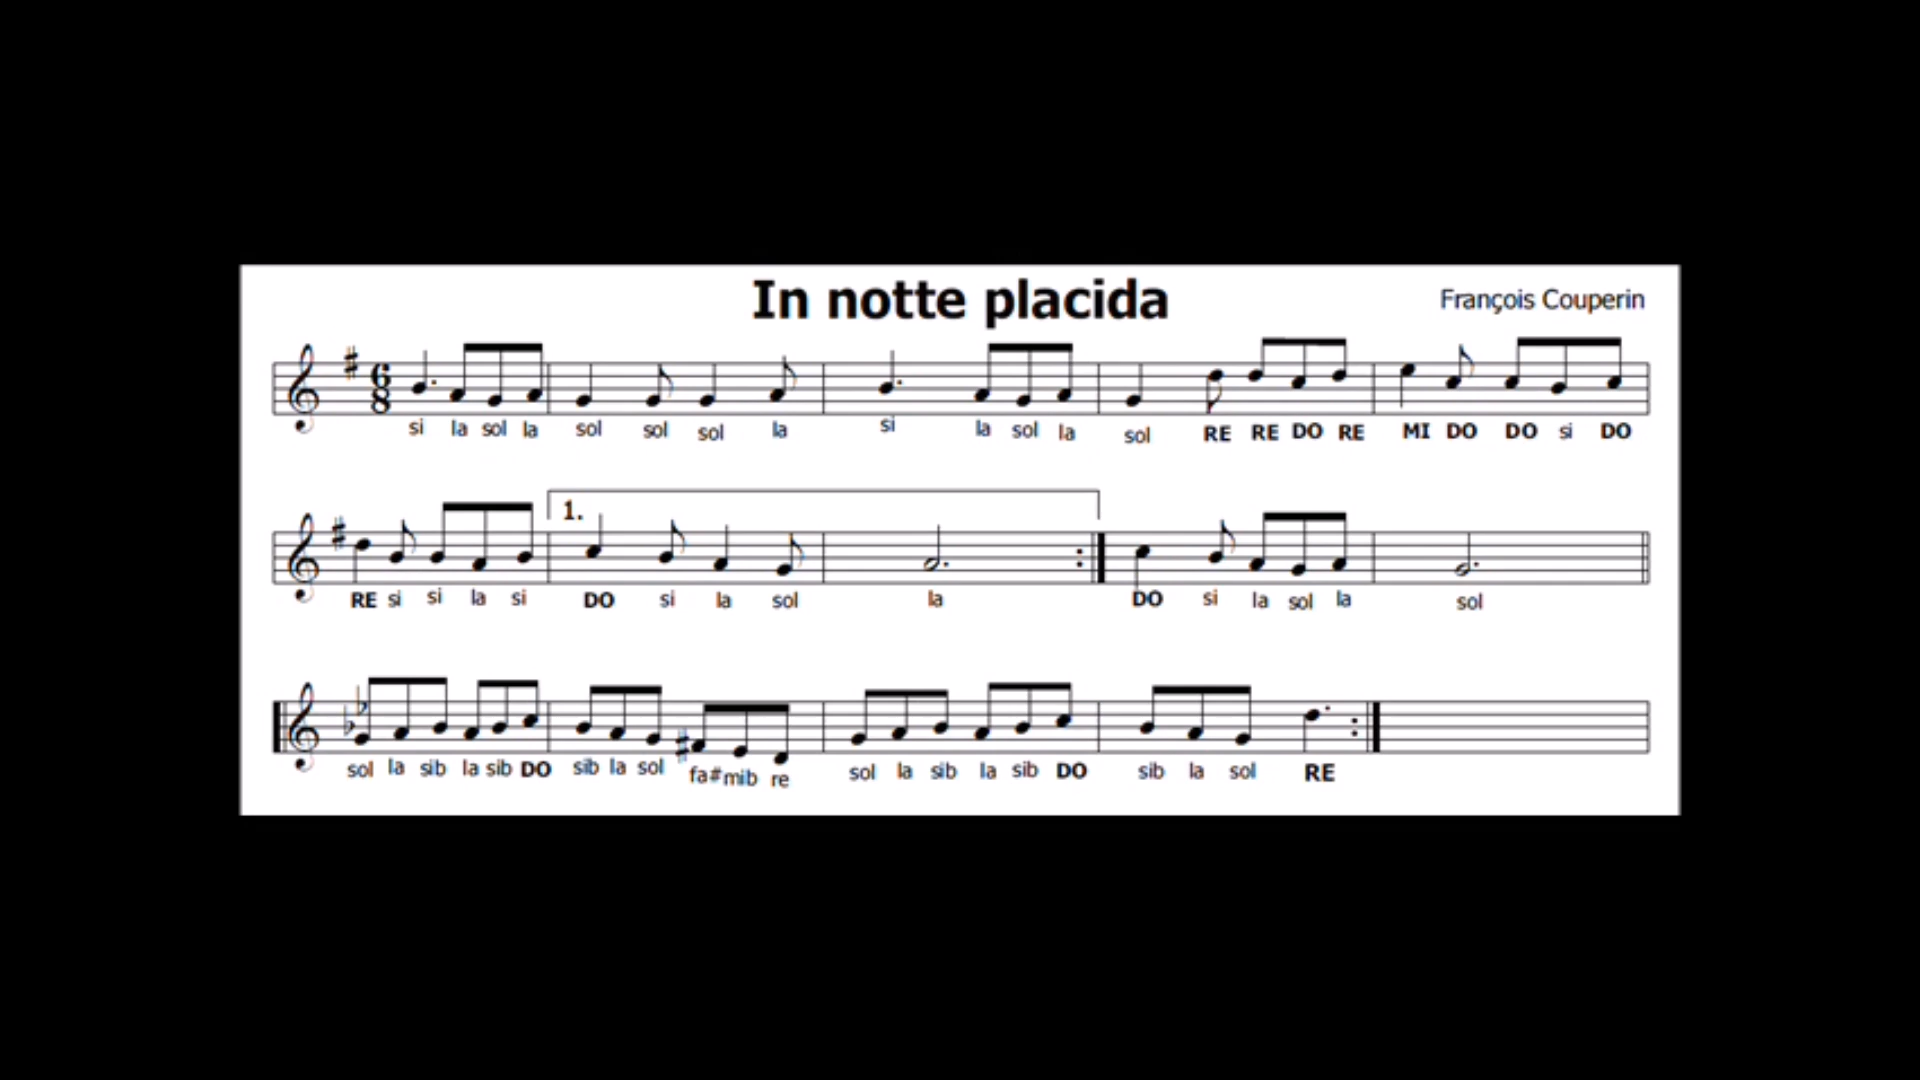 In notte placida
François Couperin
6
8
si la sol la sol sol sol la si la sol la sol RE RE DO RE MI DO DO si DO
1.
RE si si la si DO si la sol la DO si la sol la sol
sol la sib la sib DO sib la sol fa# mib re sol la sib la sib DO sib la sol RE